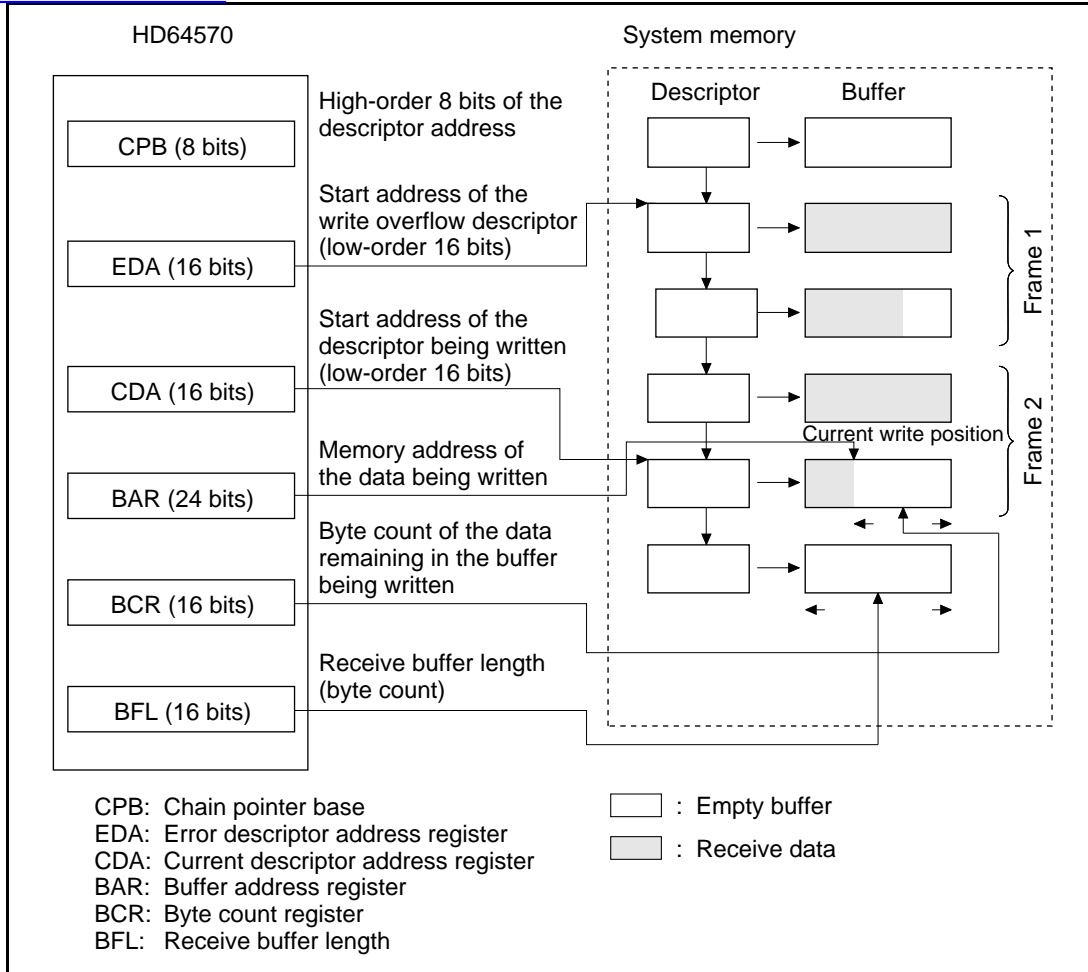 HD64570
System memory
Descriptor
Buffer
High-order 8 bits of the
descriptor address
CPB (8 bits)
Start address of the
write overflow descriptor
(low-order 16 bits)
EDA (16 bits)
Frame 1
Start address of the
descriptor being written
(low-order 16 bits)
CDA (16 bits)
Frame 2
Current write position
Memory address of
the data being written
BAR (24 bits)
Byte count of the data
remaining in the buffer
being written
BCR (16 bits)
Receive buffer length
(byte count)
BFL (16 bits)
CPB: Chain pointer base
EDA: Error descriptor address register
CDA: Current descriptor address register
BAR: Buffer address register
BCR: Byte count register
BFL: Receive buffer length
: Empty buffer
: Receive data